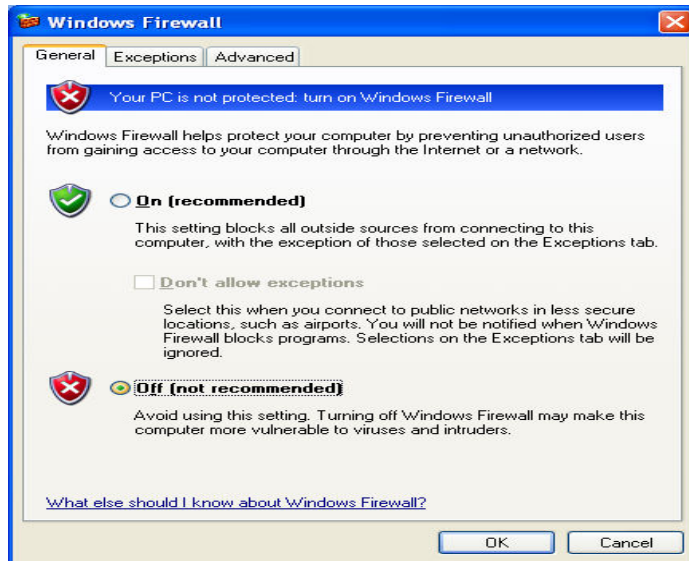 Windows Firewall
General Exceptions Advanced
Your PC is not protected: turn on Windows Firewall
Windows Firewall helps protect your computer by preventing unauthorized users
from gaining access to your computer through the Internet or a network.
On (recommended)
This setting blocks all outside sources from connecting to this
computer, with the exception of those selected on the Exceptions tab.
Don't allow exceptions
Select this when you connect to public networks in less secure
locations, such as airports. You will not be notified when Windows
Firewall blocks programs. Selections on the Exceptions tab will be
ignored.
Off (not recommended)
Avoid using this setting. Turning off Windows Firewall may make this
computer more vulnerable to viruses and intruders.
What else should I know about Windows Firewall?
OK Cancel